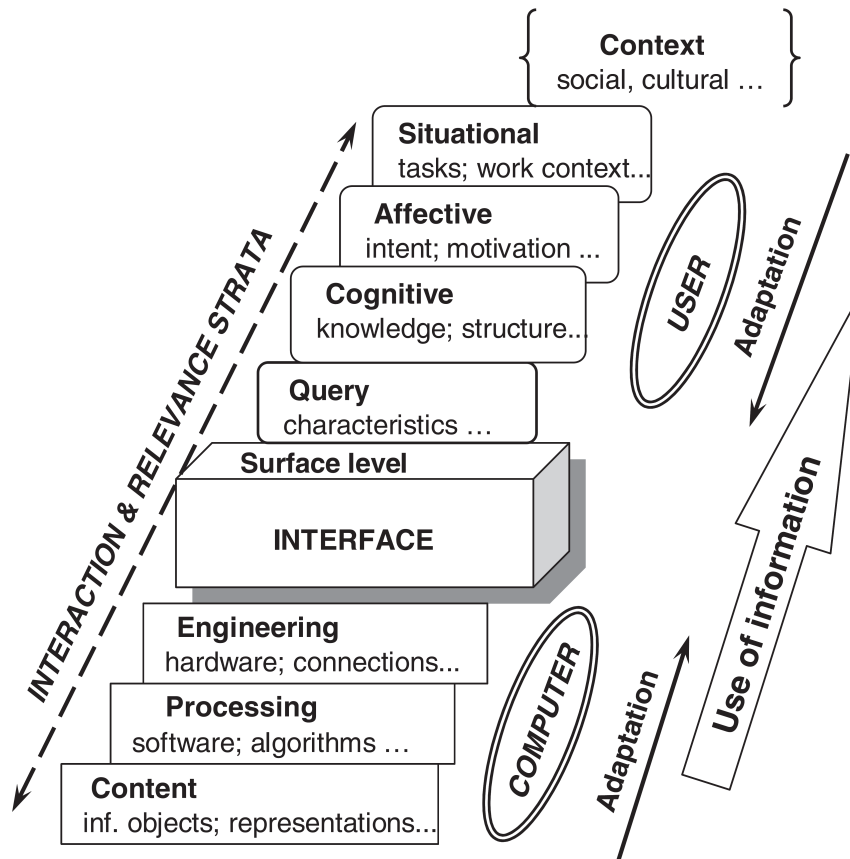 Context
social, cultural …
Situational
tasks; work context...
Affective
intent; motivation ...
Cognitive
knowledge; structure...
Query
characteristics …
Surface level
INTERFACE
Engineering
hardware; connections...
Processing
software; algorithms …
Content
inf. objects; representations...
INTERACTION & RELEVANCE STRATA
USER
Adaptation
COMPUTER
Adaptation
Use of information